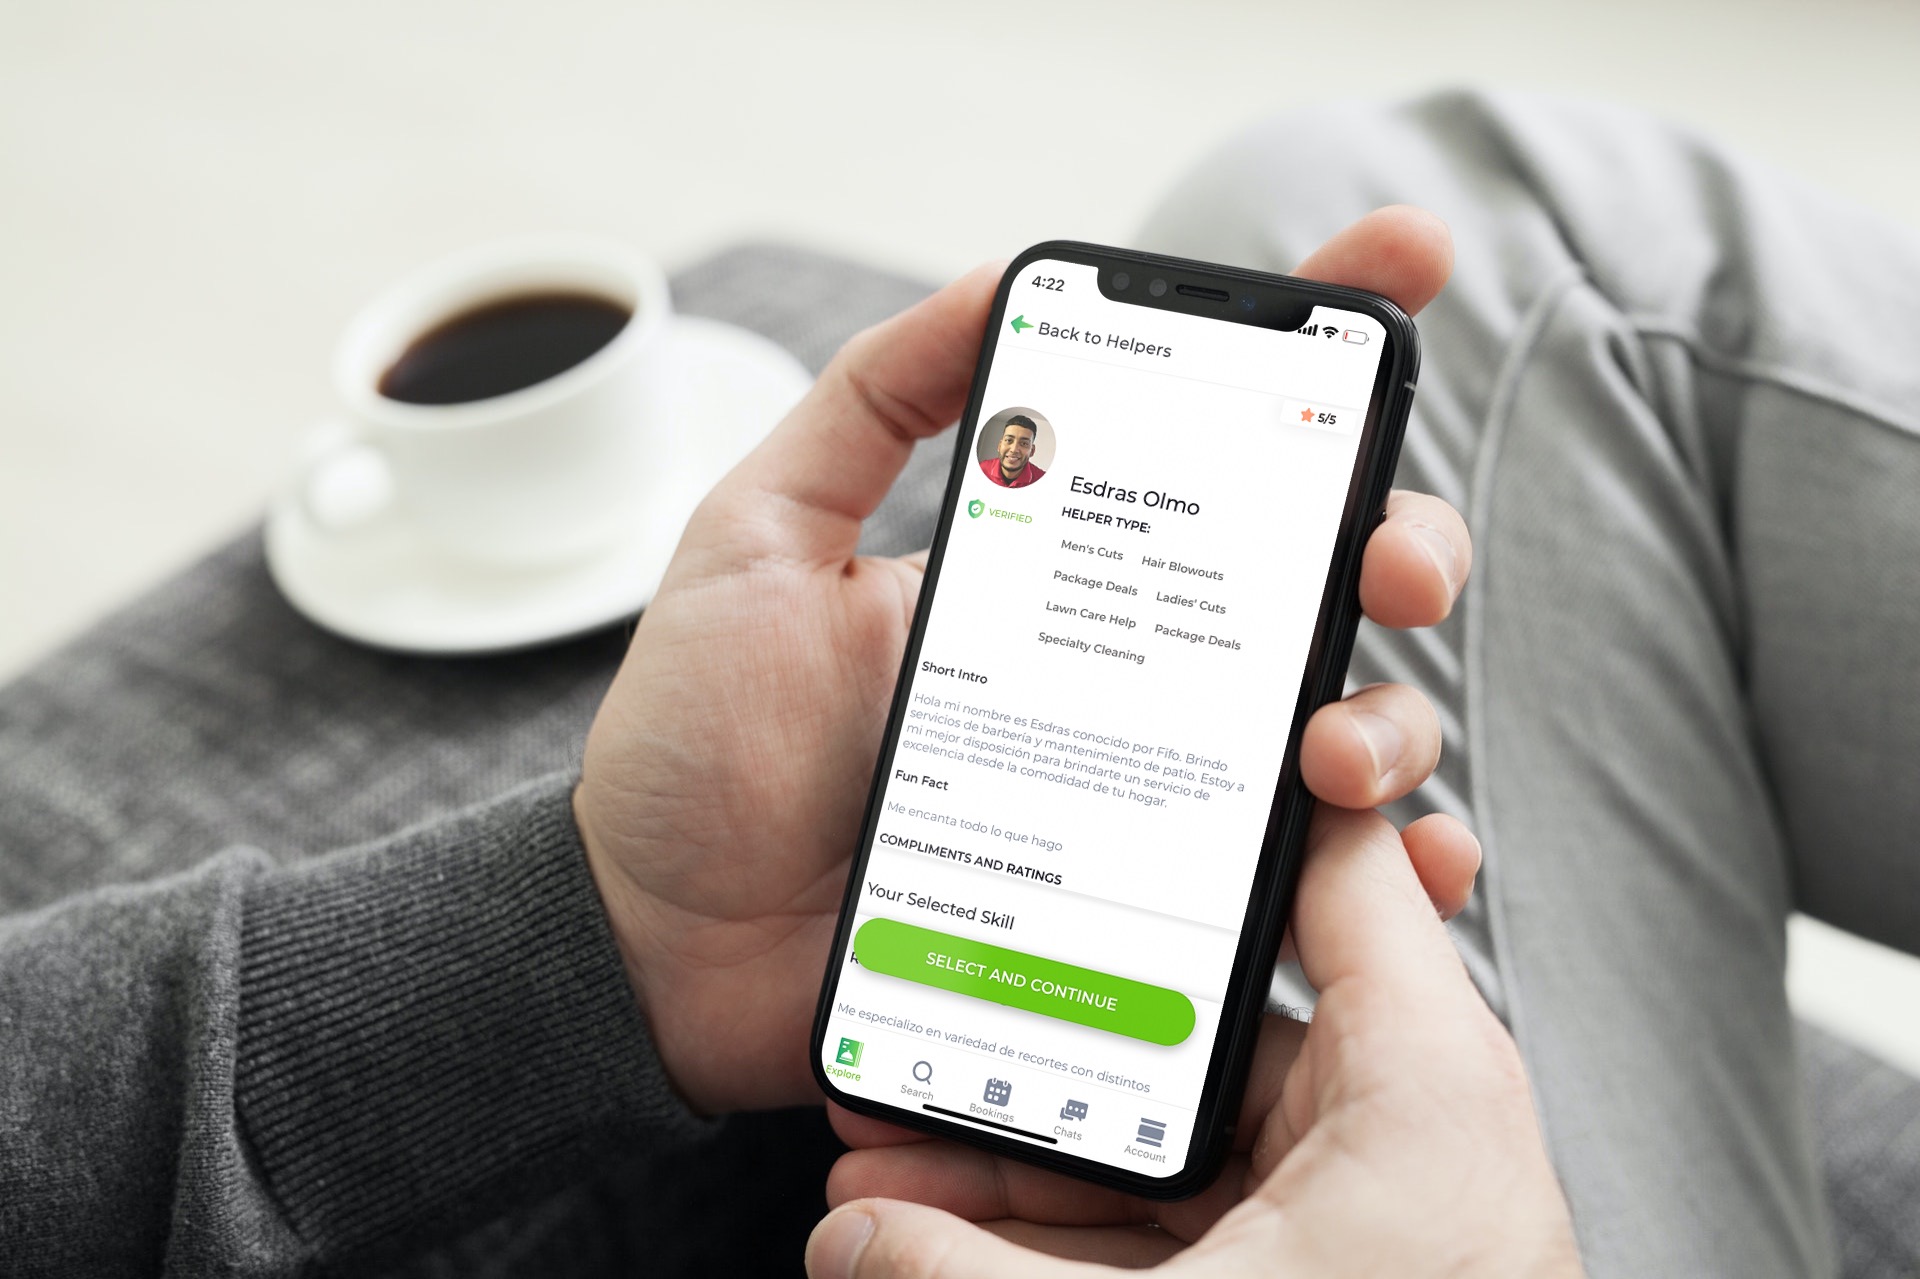 4:22
Back to Helpers
5/5
Esdras Olmo
VERIFIED
HELPER TYPE:
Men's Cuts Hair Blowouts
Package Deals Ladies' Cuts
Lawn Care Help Package Deals
Specialty Cleaning
Short Intro
Hola mi nombre es Esdras conocido por Fifo. Brindo
servicios de barbería y mantenimiento de patio. Estoy a
mi mejor disposición para brindarte un servicio de
excelencia desde la comodidad de tu hogar.
Fun Fact
Me encanta todo lo que hago
COMPLIMENTS AND RATINGS
Your Selected Skill
SELECT AND CONTINUE
Me especializo en variedad de recortes con distintos
Explore
Search
Bookings
Chats
Account